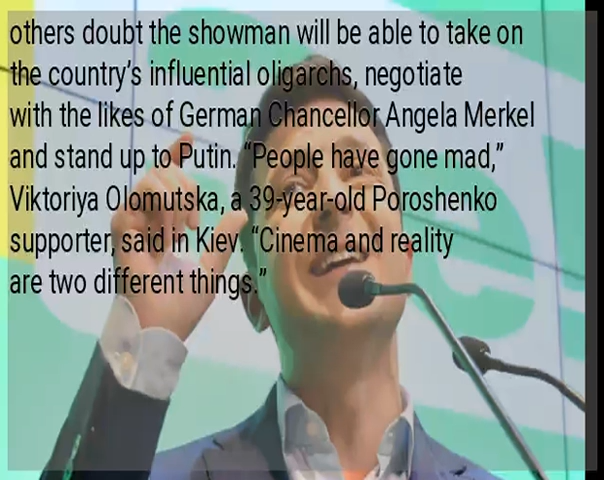 others doubt the showman will be able to take on
the country’s influential oligarchs, negotiate
with the likes of German Chancellor Angela Merkel
and stand up to Putin. “People have gone mad,”
Viktoriya Olomutska, a 39-year-old Poroshenko
supporter, said in Kiev. “Cinema and reality
are two different things.”